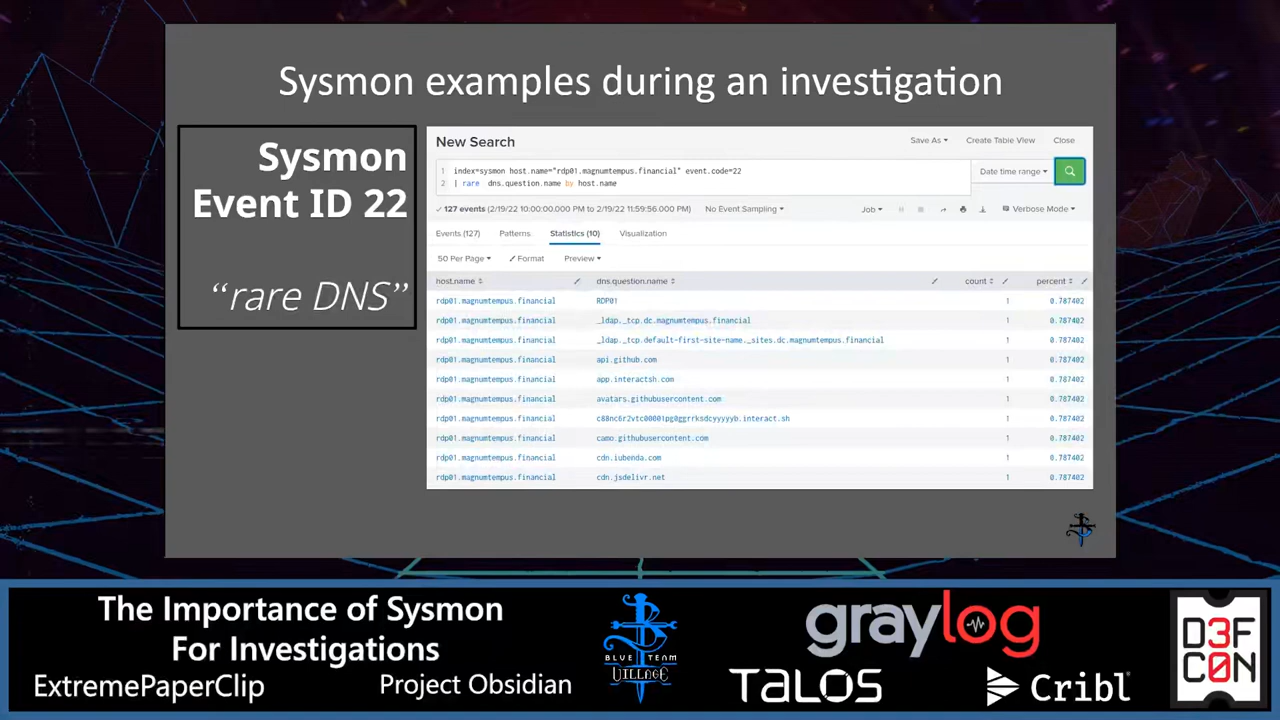 Sysmon examples during an investigation
Sysmon
Event ID 22
“rare DNS”
New Search
Save As Create Table View Close
1 index=sysmon host.name="rdp01.magnumtempus.financial" event.code=22
2 | rare dns.question.name by host.name
Date time range
✓ 127 events (2/19/22 10:00:00.000 PM to 2/19/22 11:59:56.000 PM) No Event Sampling Job Verbose Mode
Events (127) Patterns Statistics (10) Visualization
50 Per Page Format Preview
host.name dns.question.name count percent
rdp01.magnumtempus.financial RDP01 1 0.787402
rdp01.magnumtempus.financial _ldap._tcp.dc.magnumtempus.financial 1 0.787402
rdp01.magnumtempus.financial _ldap._tcp.default-first-site-name._sites.dc.magnumtempus.financial 1 0.787402
rdp01.magnumtempus.financial api.github.com 1 0.787402
rdp01.magnumtempus.financial app.interactsh.com 1 0.787402
rdp01.magnumtempus.financial avatars.githubusercontent.com 1 0.787402
rdp01.magnumtempus.financial 1 0.787402
rdp01.magnumtempus.financial camo.githubusercontent.com 1 0.787402
rdp01.magnumtempus.financial cdn.iubenda.com 1 0.787402
rdp01.magnumtempus.financial cdn.jsdelivr.net 1 0.787402
The Importance of Sysmon
For Investigations
ExtremePaperClip Project Obsidian
BLUE TEAM
VILLAGE
graylog
TALOS
Cribl
D3F
C0N